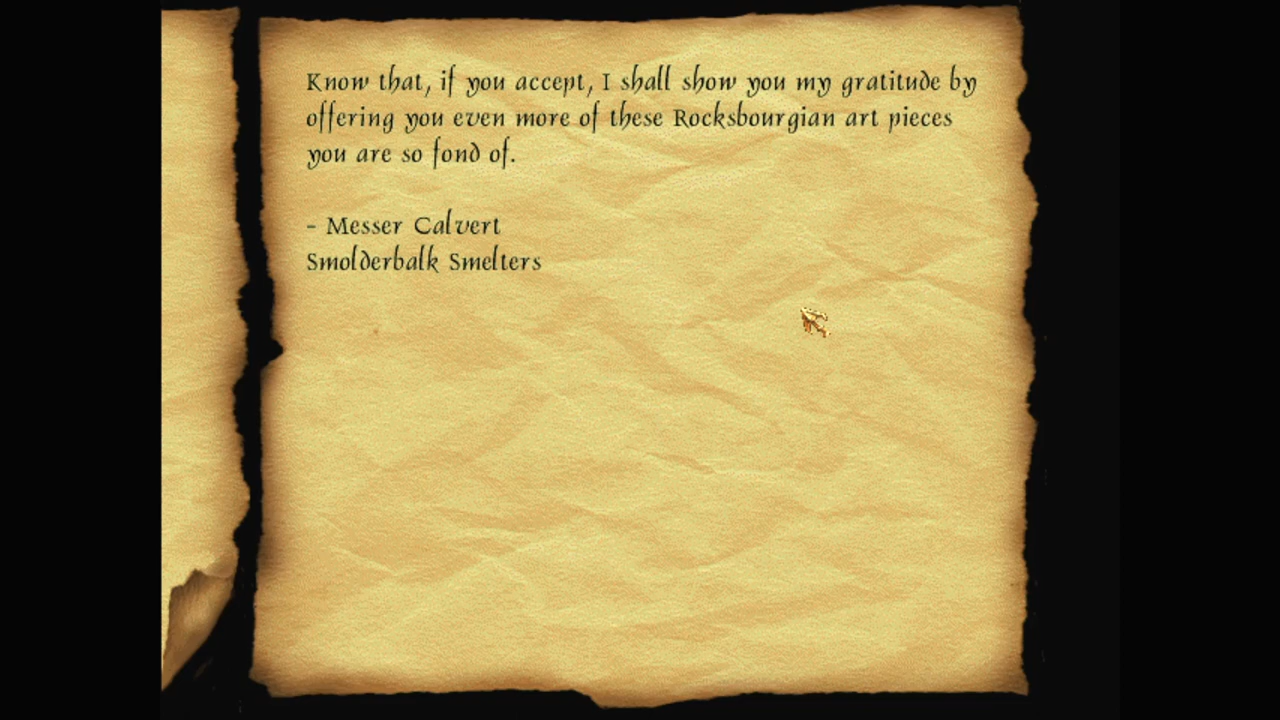 Know that, if you accept, I shall show you my gratitude by
offering you even more of these Rocksbourgian art pieces
you are so fond of.
- Messer Calvert
Smolderbalk Smelters